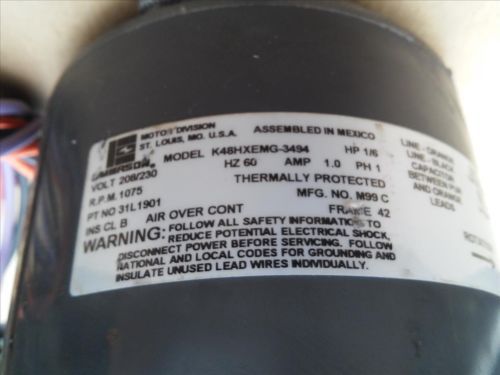 MOTOR DIVISION
ST. LOUIS, MO. U.S.A.
ASSEMBLED IN MEXICO
EMERSON
MODEL K48HXEMG-3494 HP 1/6
VOLT 208/230 HZ 60 AMP 1.0 PH 1
R.P.M. 1075 THERMALLY PROTECTED
PT NO 31L1901 MFG. NO. M99 C
INS CL B AIR OVER CONT FRAME 42
WARNING: FOLLOW ALL SAFETY INFORMATION TO
REDUCE POTENTIAL ELECTRICAL SHOCK,
DISCONNECT POWER BEFORE SERVICING. FOLLOW
NATIONAL AND LOCAL CODES FOR GROUNDING AND
INSULATE UNUSED LEAD WIRES INDIVIDUALLY.
LINE - ORANGE
LINE - BLACK
CAPACITOR
BETWEEN PUR
AND ORANGE
LEADS